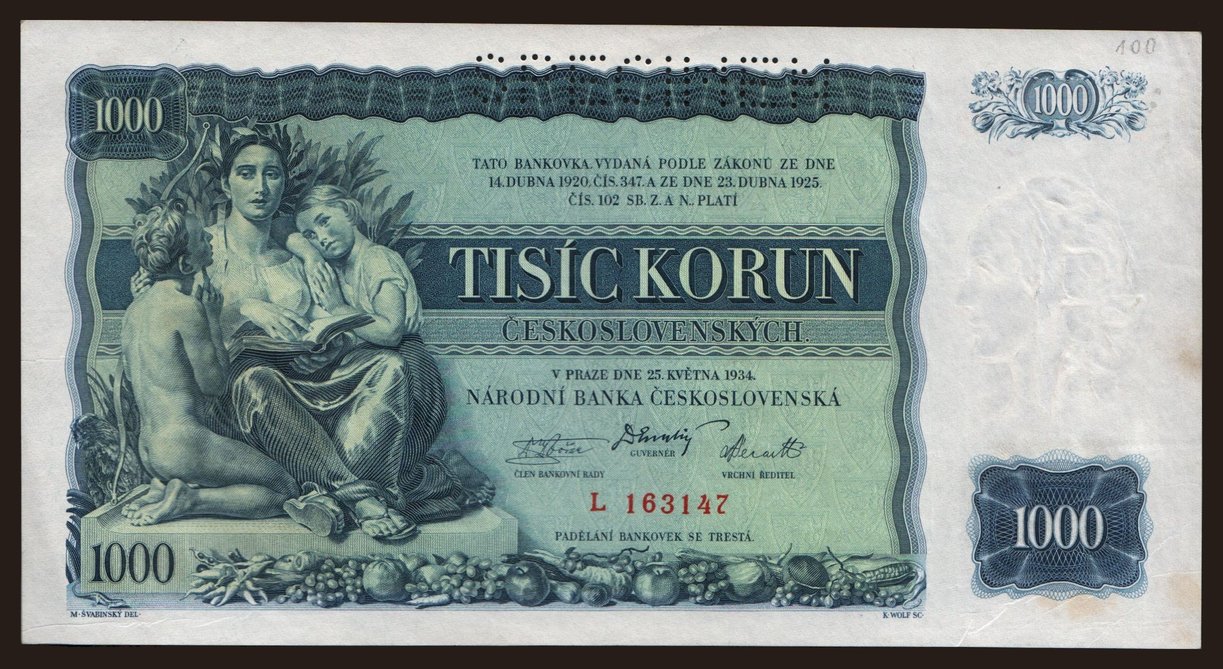 100
SPECIMEN
1000
1000
TATO BANKOVKA, VYDANÁ PODLE ZÁKONŮ ZE DNE
14. DUBNA 1920, ČÍS. 347. A ZE DNE 23. DUBNA 1925.
ČÍS. 102 SB. Z. A N., PLATÍ
TISÍC KORUN
ČESKOSLOVENSKÝCH.
V PRAZE DNE 25. KVĚTNA 1934.
NÁRODNÍ BANKA ČESKOSLOVENSKÁ
GUVERNÉR
ČLEN BANKOVNÍ RADY
VRCHNÍ ŘEDITEL
L 163147
1000
PADĚLÁNÍ BANKOVEK SE TRESTÁ.
1000
M. ŠVABINSKÝ DEL.
K. WOLF SC.